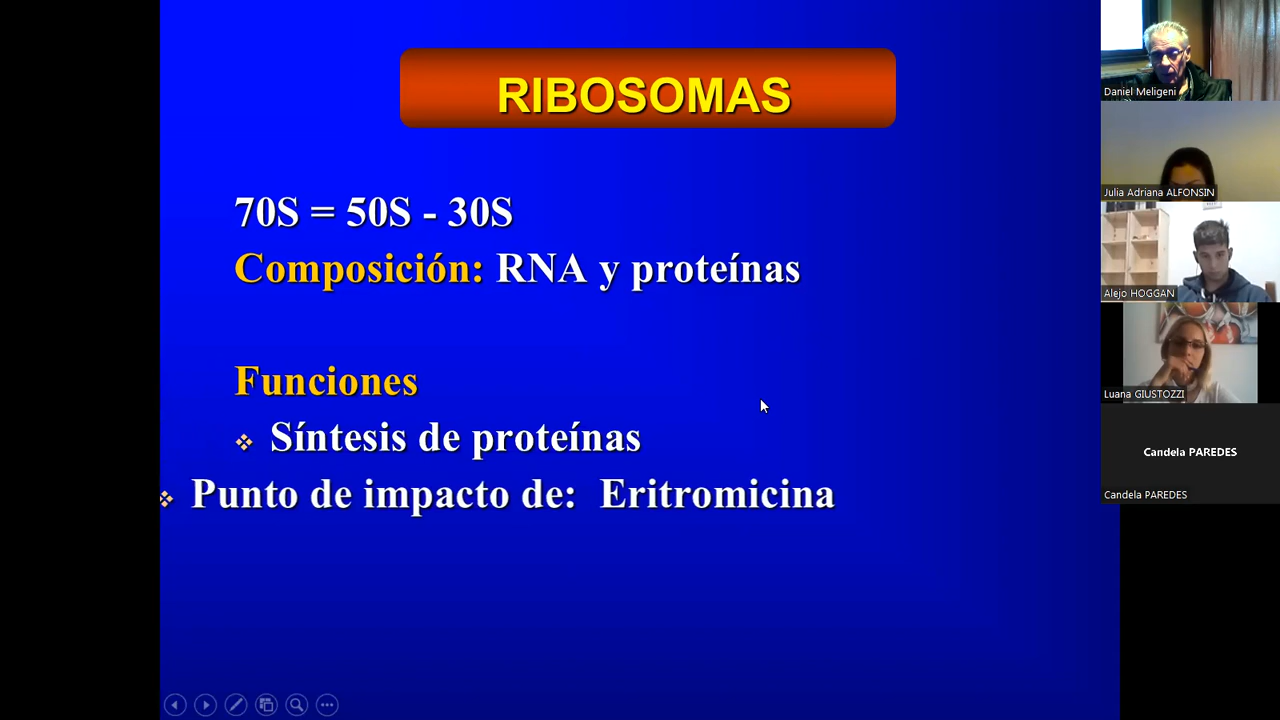 RIBOSOMAS
70S = 50S - 30S
Composición: RNA y proteínas
Funciones
Síntesis de proteínas
Punto de impacto de: Eritromicina
Daniel Meligeni
Julia Adriana ALFONSIN
Alejo HOGGAN
Luana GIUSTOZZI
Candela PAREDES
Candela PAREDES